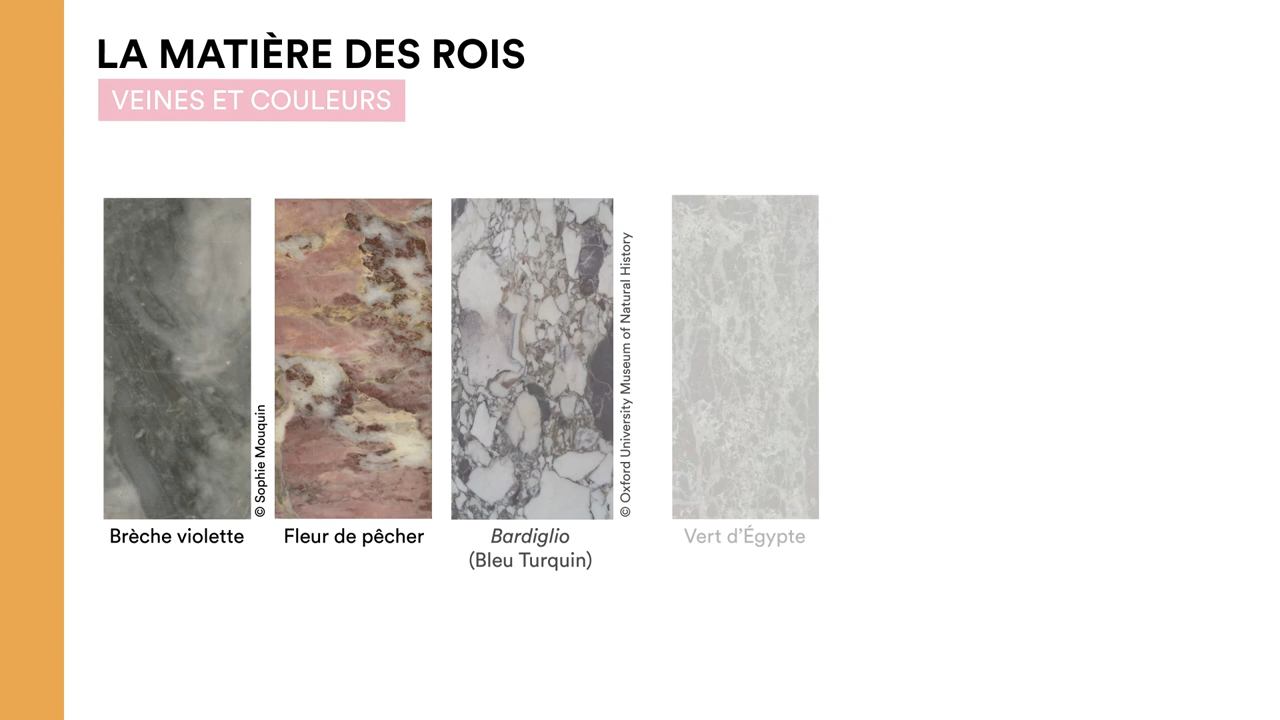 LA MATIÈRE DES ROIS
VEINES ET COULEURS
© Sophie Mouquin
© Oxford University Museum of Natural History
Brèche violette
Fleur de pêcher
Bardiglio
(Bleu Turquin)
Vert d’Égypte